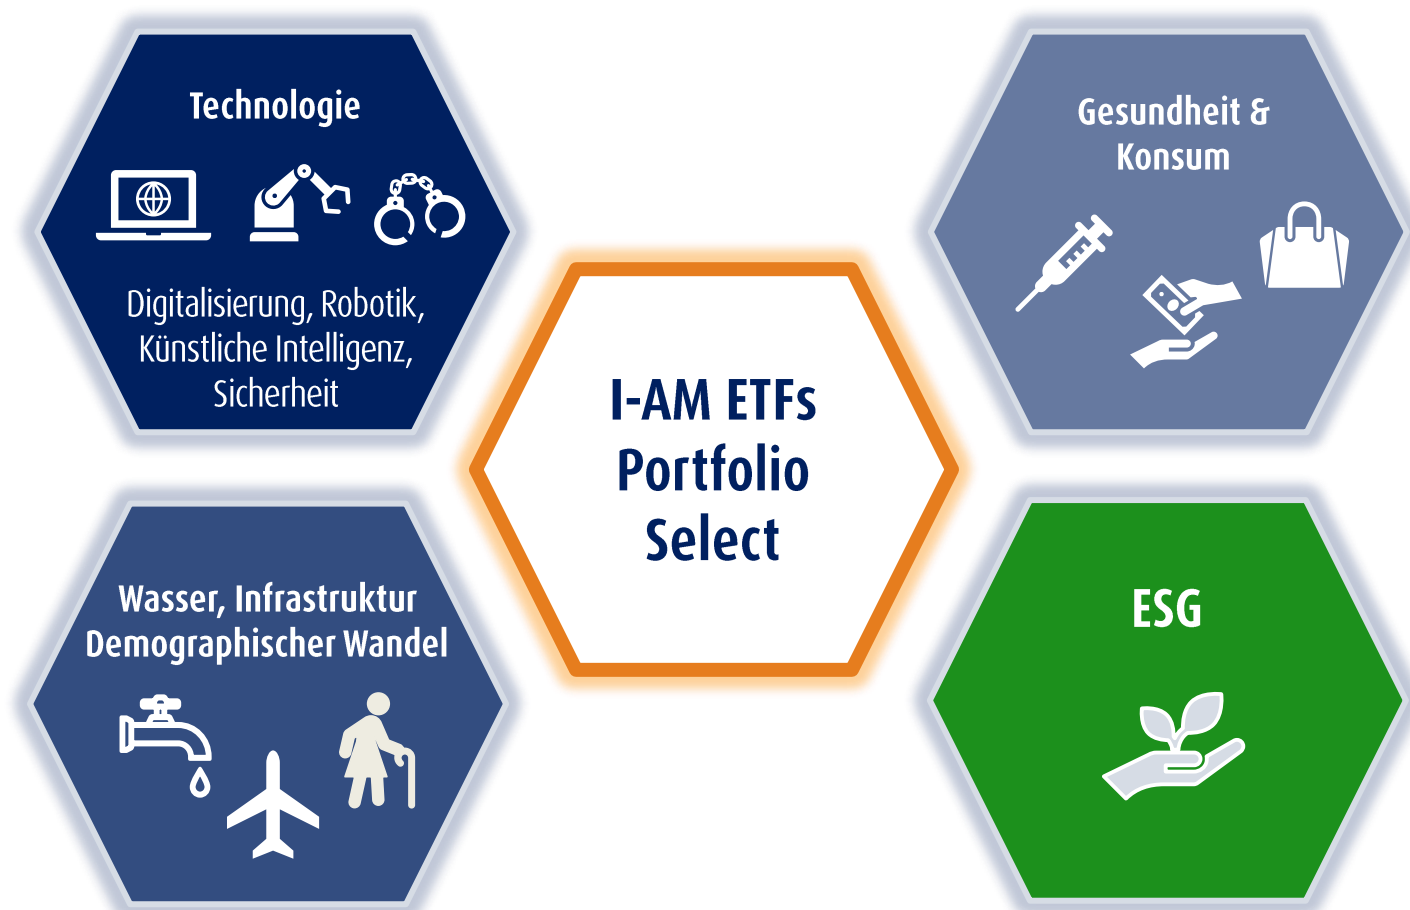 Technologie
Digitalisierung, Robotik,
Künstliche Intelligenz,
Sicherheit
Gesundheit &
Konsum
I-AM ETFs
Portfolio
Select
Wasser, Infrastruktur
Demographischer Wandel
ESG